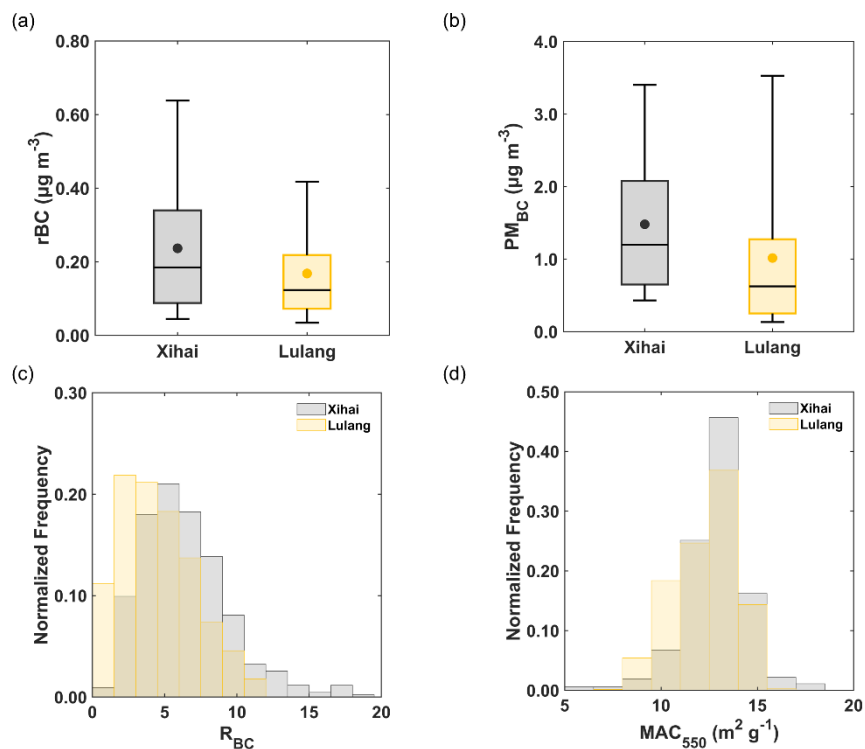 (a)
0.80
0.60
0.40
0.20
0.00
rBC (µg m⁻³)
Xihai
Lulang
(b)
4.0
3.0
2.0
1.0
0.0
PM_BC (µg m⁻³)
Xihai
Lulang
(c)
0.30
0.20
0.10
0.00
Normalized Frequency
Xihai
Lulang
0
5
10
15
20
R_BC
(d)
0.50
0.40
0.30
0.20
0.10
0.00
Normalized Frequency
Xihai
Lulang
5
10
15
20
MAC₅₅₀ (m² g⁻¹)